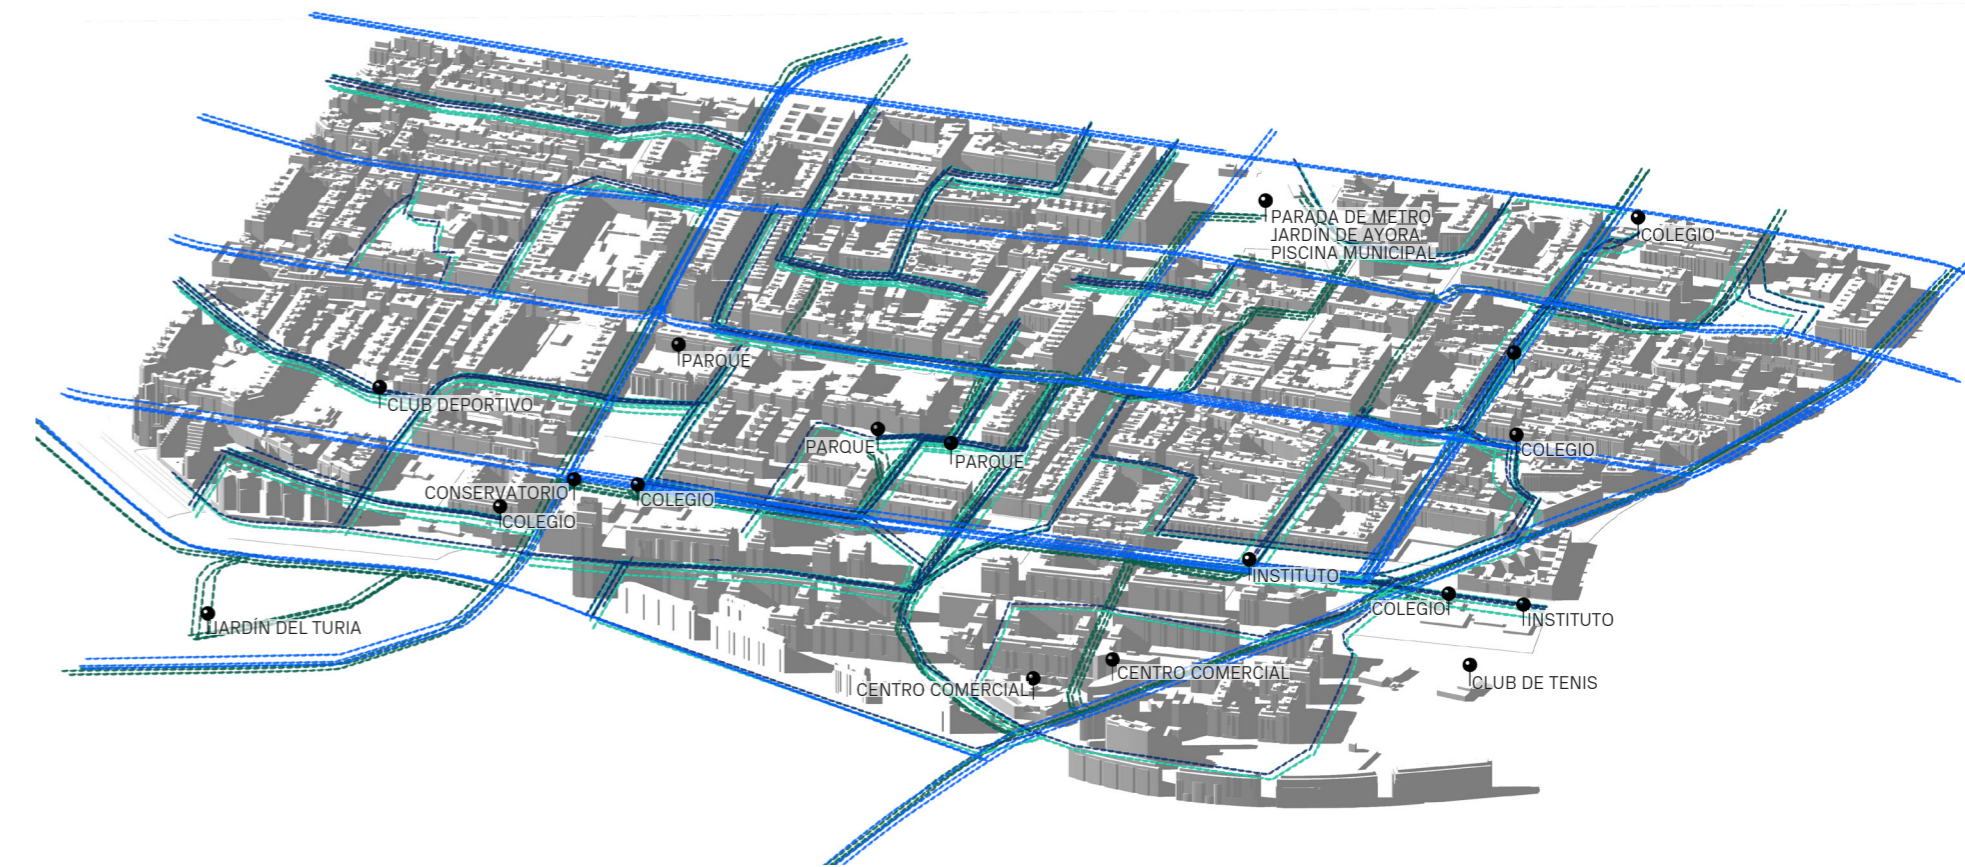 PARADA DE METRO
JARDÍN DE AYORA
PISCINA MUNICIPAL
COLEGIO
PARQUE
CLUB DEPORTIVO
PARQUE
PARQUE
COLEGIO
CONSERVATORIO
COLEGIO
COLEGIO
INSTITUTO
COLEGIO
INSTITUTO
JARDÍN DEL TURIA
CENTRO COMERCIAL
CENTRO COMERCIAL
CLUB DE TENIS